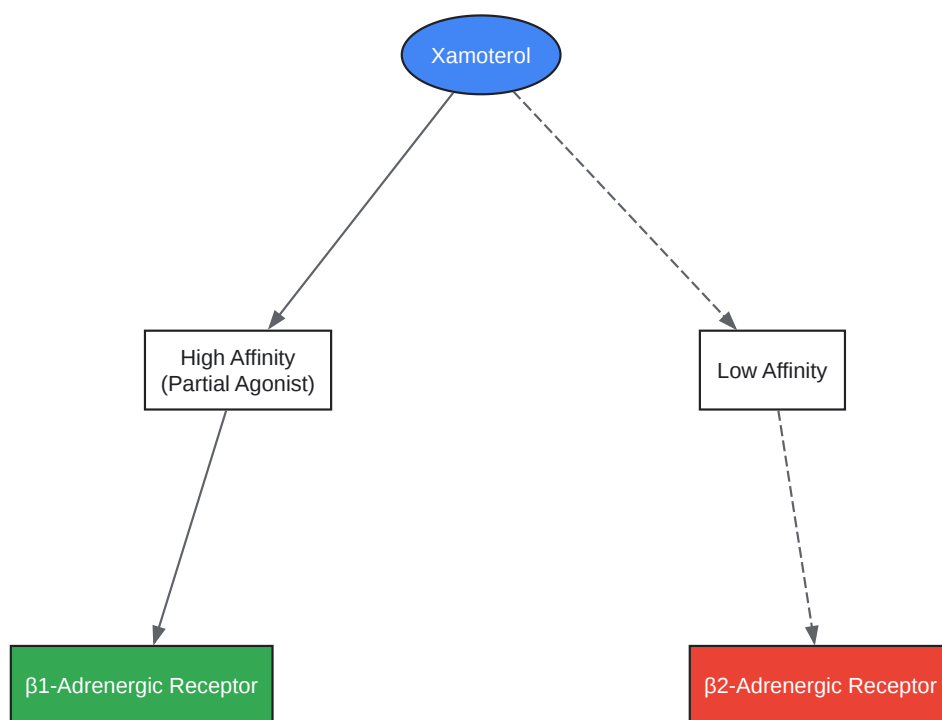 Xamoterol
High Affinity
(Partial Agonist)
Low Affinity
β1-Adrenergic Receptor
β2-Adrenergic Receptor